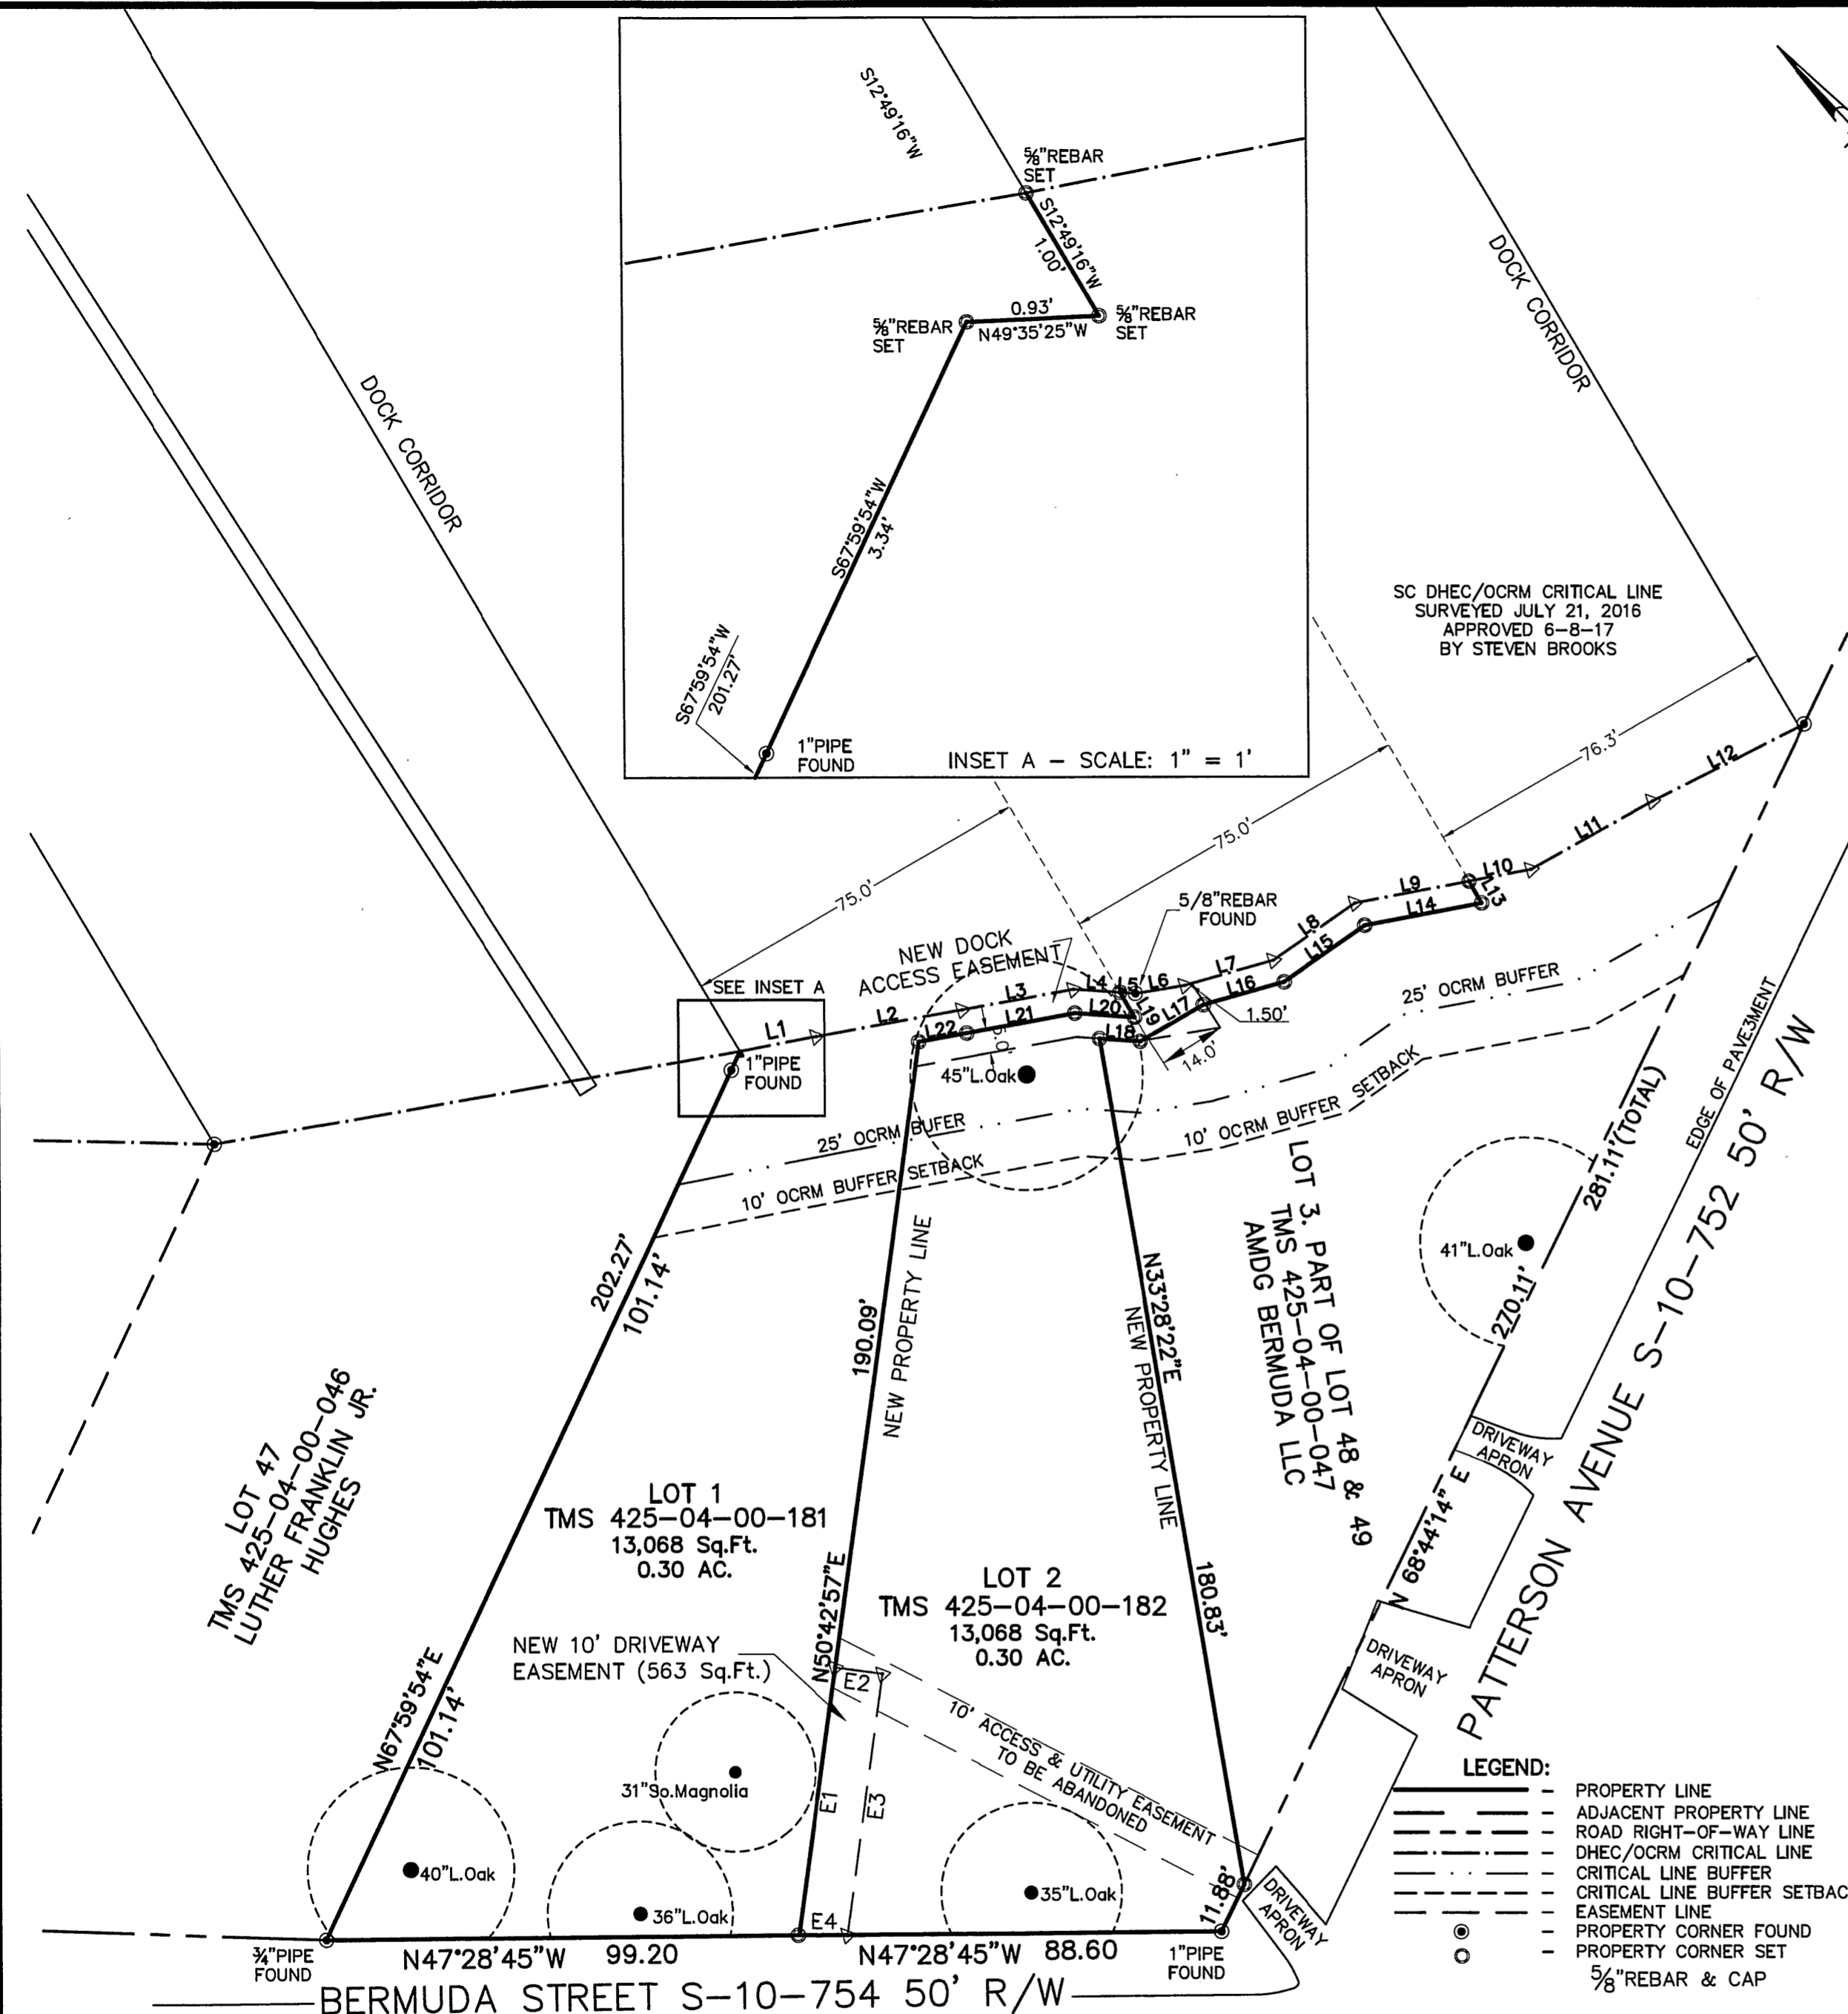 S12°49'16"W
⅝"REBAR
SET
S12°49'16"W
1.00'
0.93'
N49°35'25"W
⅝"REBAR
SET
⅝"REBAR
SET
S67°59'54"W
3.34'
S67°59'54"W
201.27'
1"PIPE
FOUND
INSET A – SCALE: 1" = 1'
DOCK CORRIDOR
DOCK CORRIDOR
SC DHEC/OCRM CRITICAL LINE
SURVEYED JULY 21, 2016
APPROVED 6–8–17
BY STEVEN BROOKS
75.0'
75.0'
76.3'
5/8"REBAR
FOUND
NEW DOCK
ACCESS EASEMENT
SEE INSET A
L1
L2
L3
L4
L5
L6
L7
L8
L9
L10
L11
L12
L13
L14
L15
L16
L17
L18
L19
L20
L21
L22
5.0'
1.50'
14.0'
1"PIPE
FOUND
45"L.Oak
25' OCRM BUFER
10' OCRM BUFFER SETBACK
25' OCRM BUFFER
10' OCRM BUFFER SETBACK
EDGE OF PAVE3MENT
41"L.Oak
281.11'(TOTAL)
270.11'
N 68°44'14" E
PATTERSON AVENUE S–10–752 50' R/W
DRIVEWAY
APRON
DRIVEWAY
APRON
DRIVEWAY
APRON
LOT 3. PART OF LOT 48 & 49
TMS 425–04–00–047
AMDG BERMUDA LLC
N33°28'22"E
NEW PROPERTY LINE
180.83'
202.27'
101.14'
N67°59'54"E
101.14'
190.09'
NEW PROPERTY LINE
N50°42'57"E
LOT 47
TMS 425–04–00–046
LUTHER FRANKLIN JR.
HUGHES
LOT 1
TMS 425–04–00–181
13,068 Sq.Ft.
0.30 AC.
LOT 2
TMS 425–04–00–182
13,068 Sq.Ft.
0.30 AC.
NEW 10' DRIVEWAY
EASEMENT (563 Sq.Ft.)
E1
E2
E3
E4
10' ACCESS & UTILITY EASEMENT
TO BE ABANDONED
31"So.Magnolia
40"L.Oak
36"L.Oak
35"L.Oak
11.88'
¾"PIPE
FOUND
N47°28'45"W 99.20
N47°28'45"W 88.60
1"PIPE
FOUND
BERMUDA STREET S–10–754 50' R/W
LEGEND:
– PROPERTY LINE
– ADJACENT PROPERTY LINE
– ROAD RIGHT–OF–WAY LINE
– DHEC/OCRM CRITICAL LINE
– CRITICAL LINE BUFFER
– CRITICAL LINE BUFFER SETBAC
– EASEMENT LINE
– PROPERTY CORNER FOUND
– PROPERTY CORNER SET
⅝"REBAR & CAP